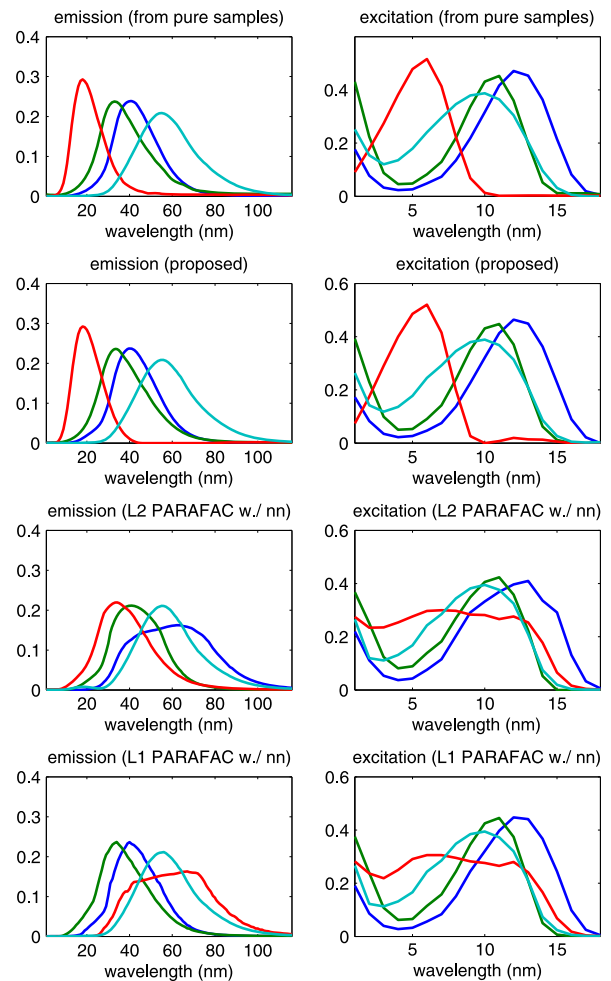 emission (from pure samples)
0.4
0.3
0.2
0.1
0
20 40 60 80 100
wavelength (nm)
excitation (from pure samples)
0.4
0.2
0
5 10 15
wavelength (nm)
emission (proposed)
0.4
0.3
0.2
0.1
0
20 40 60 80 100
wavelength (nm)
excitation (proposed)
0.6
0.4
0.2
0
5 10 15
wavelength (nm)
emission (L2 PARAFAC w./ nn)
0.4
0.3
0.2
0.1
0
20 40 60 80 100
wavelength (nm)
excitation (L2 PARAFAC w./ nn)
0.6
0.4
0.2
0
5 10 15
wavelength (nm)
emission (L1 PARAFAC w./ nn)
0.4
0.3
0.2
0.1
0
20 40 60 80 100
wavelength (nm)
excitation (L1 PARAFAC w./ nn)
0.6
0.4
0.2
0
5 10 15
wavelength (nm)